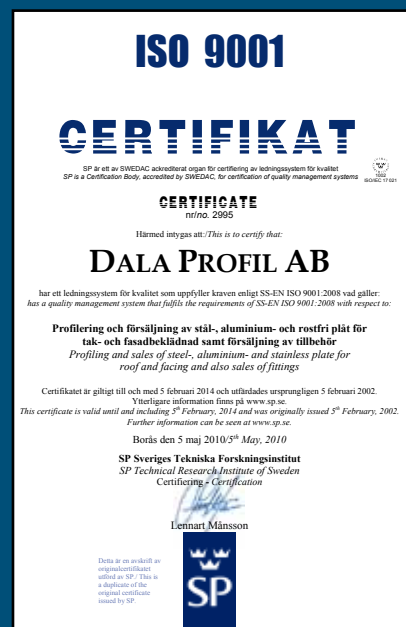 ISO 9001
CERTIFIKAT
SP är ett av SWEDAC ackrediterat organ för certifiering av ledningssystem för kvalitet
SP is a Certification Body, accredited by SWEDAC, for certification of quality management systems
1002
ISO/IEC 17 021
CERTIFICATE
nr/no. 2995
Härmed intygas att:/This is to certify that:
DALA PROFIL AB
har ett ledningssystem för kvalitet som uppfyller kraven enligt SS-EN ISO 9001:2008 vad gäller:
has a quality management system that fulfils the requirements of SS-EN ISO 9001:2008 with respect to:
Profilering och försäljning av stål-, aluminium- och rostfri plåt för
tak- och fasadbeklädnad samt försäljning av tillbehör
Profiling and sales of steel-, aluminium- and stainless plate for
roof and facing and also sales of fittings
Certifikatet är giltigt till och med 5 februari 2014 och utfärdades ursprungligen 5 februari 2002.
Ytterligare information finns på www.sp.se.
This certificate is valid until and including 5th February, 2014 and was originally issued 5th February, 2002.
Further information can be seen at www.sp.se.
Borås den 5 maj 2010/5th May, 2010
SP Sveriges Tekniska Forskningsinstitut
SP Technical Research Institute of Sweden
Certifiering - Certification
Lennart Månsson
Detta är en avskrift av
originalcertifikatet
utförd av SP./ This is
a duplicate of the
original certificate
issued by SP.
SP